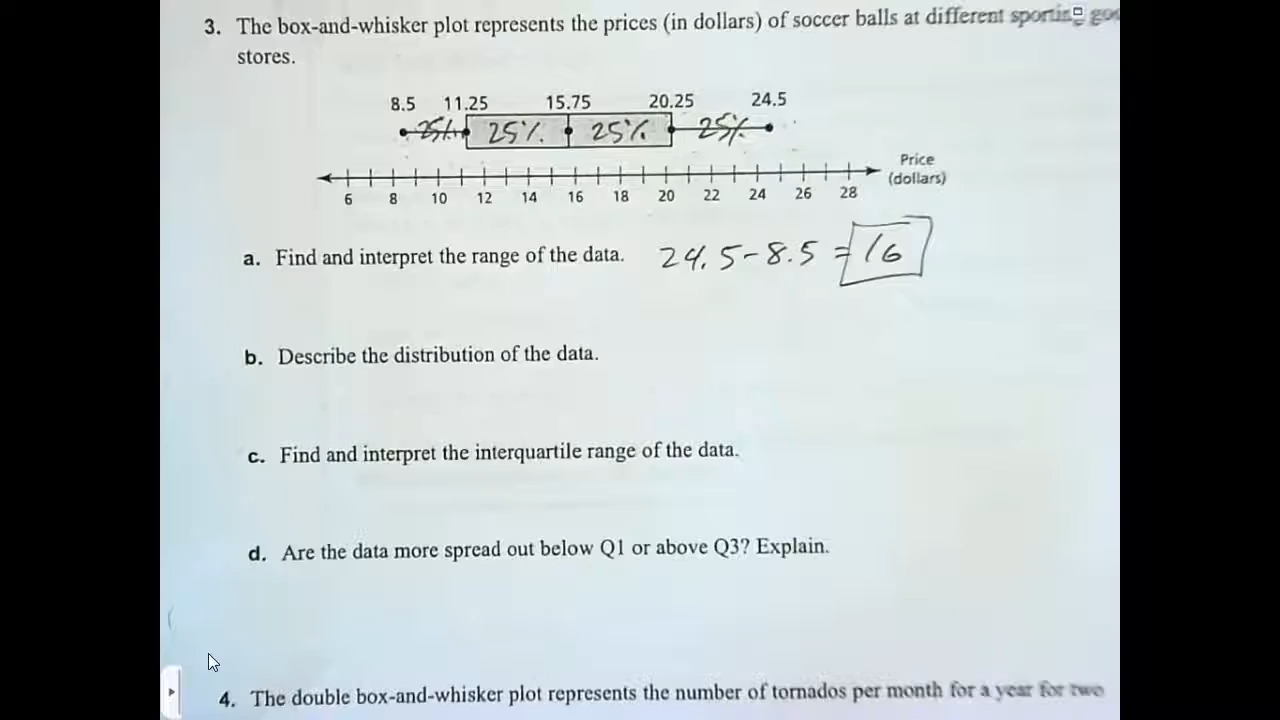 3. The box-and-whisker plot represents the prices (in dollars) of soccer balls at different sporting
stores.
8.5 11.25 15.75 20.25 24.5
25% 25% 25% 25%
Price
(dollars)
6 8 10 12 14 16 18 20 22 24 26 28
a. Find and interpret the range of the data. 24.5-8.5 = 16
b. Describe the distribution of the data.
c. Find and interpret the interquartile range of the data.
d. Are the data more spread out below Q1 or above Q3? Explain.
4. The double box-and-whisker plot represents the number of tornados per month for a year for two